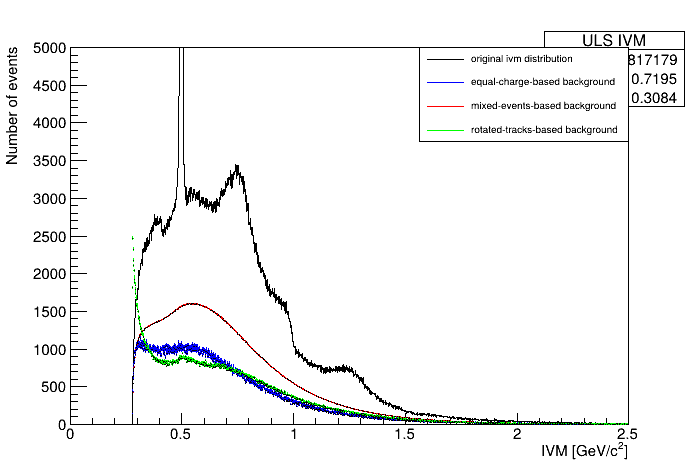 ULS IVM
817179
0.7195
0.3084
original ivm distribution
equal-charge-based background
mixed-events-based background
rotated-tracks-based background
Number of events
5000
4500
4000
3500
3000
2500
2000
1500
1000
500
0
0 0.5 1 1.5 2 2.5
IVM [GeV/c²]